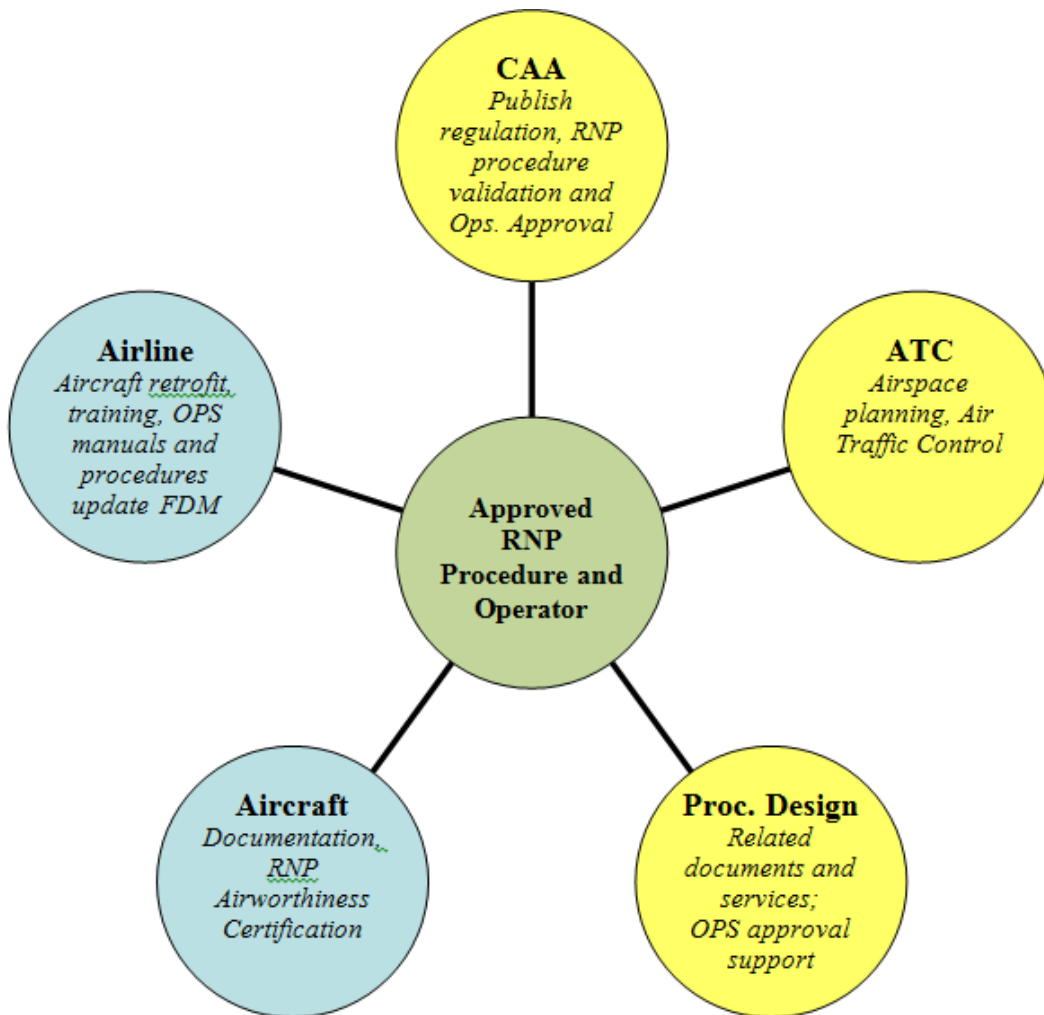 CAA
Publish
regulation, RNP
procedure
validation and
Ops. Approval
Airline
Aircraft retrofit,
training, OPS
manuals and
procedures
update FDM
ATC
Airspace
planning, Air
Traffic Control
Approved
RNP
Procedure and
Operator
Aircraft
Documentation,
RNP
Airworthiness
Certification
Proc. Design
Related
documents and
services;
OPS approval
support